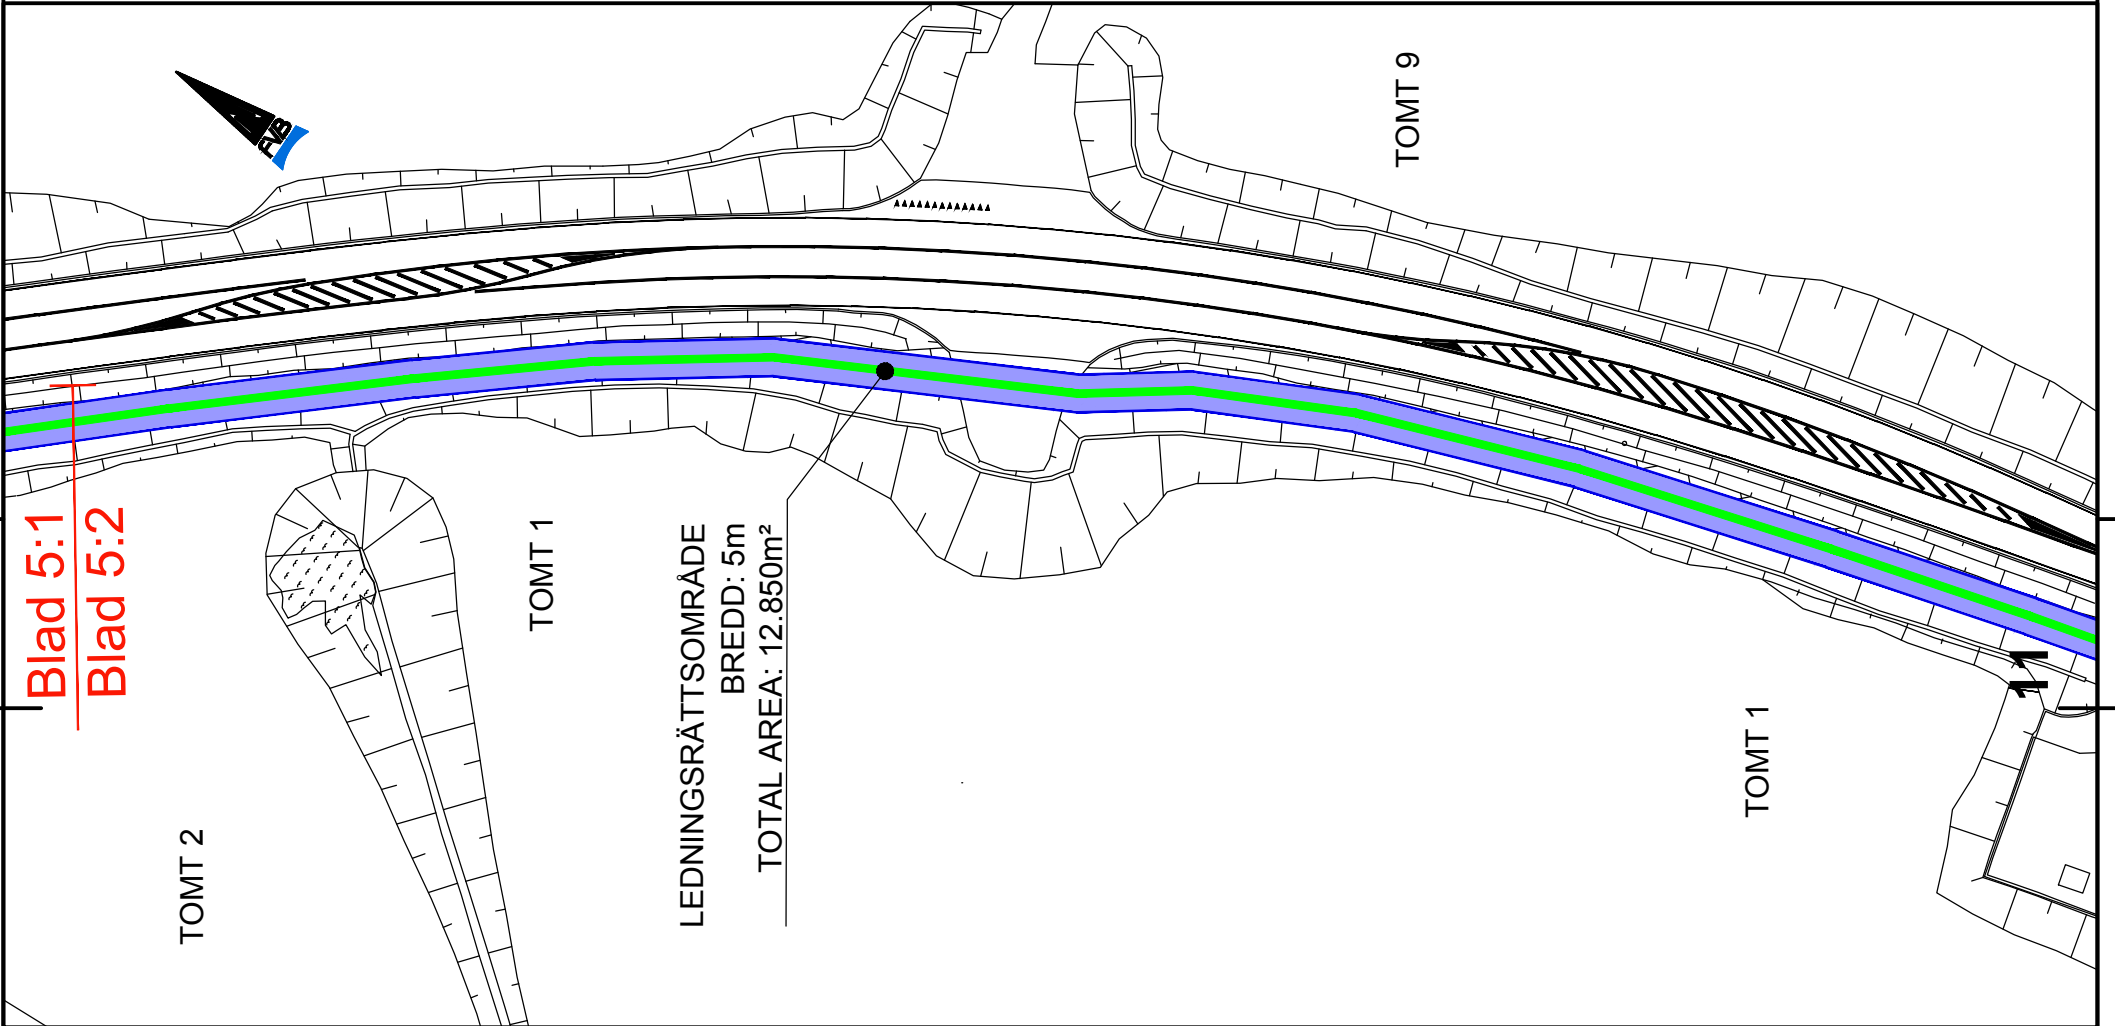 FVB
TOMT 9
Blad 5:1
Blad 5:2
TOMT 1
LEDNINGSRÄTTSOMRÅDE
BREDD: 5m
TOTAL AREA: 12.850m²
TOMT 2
TOMT 1